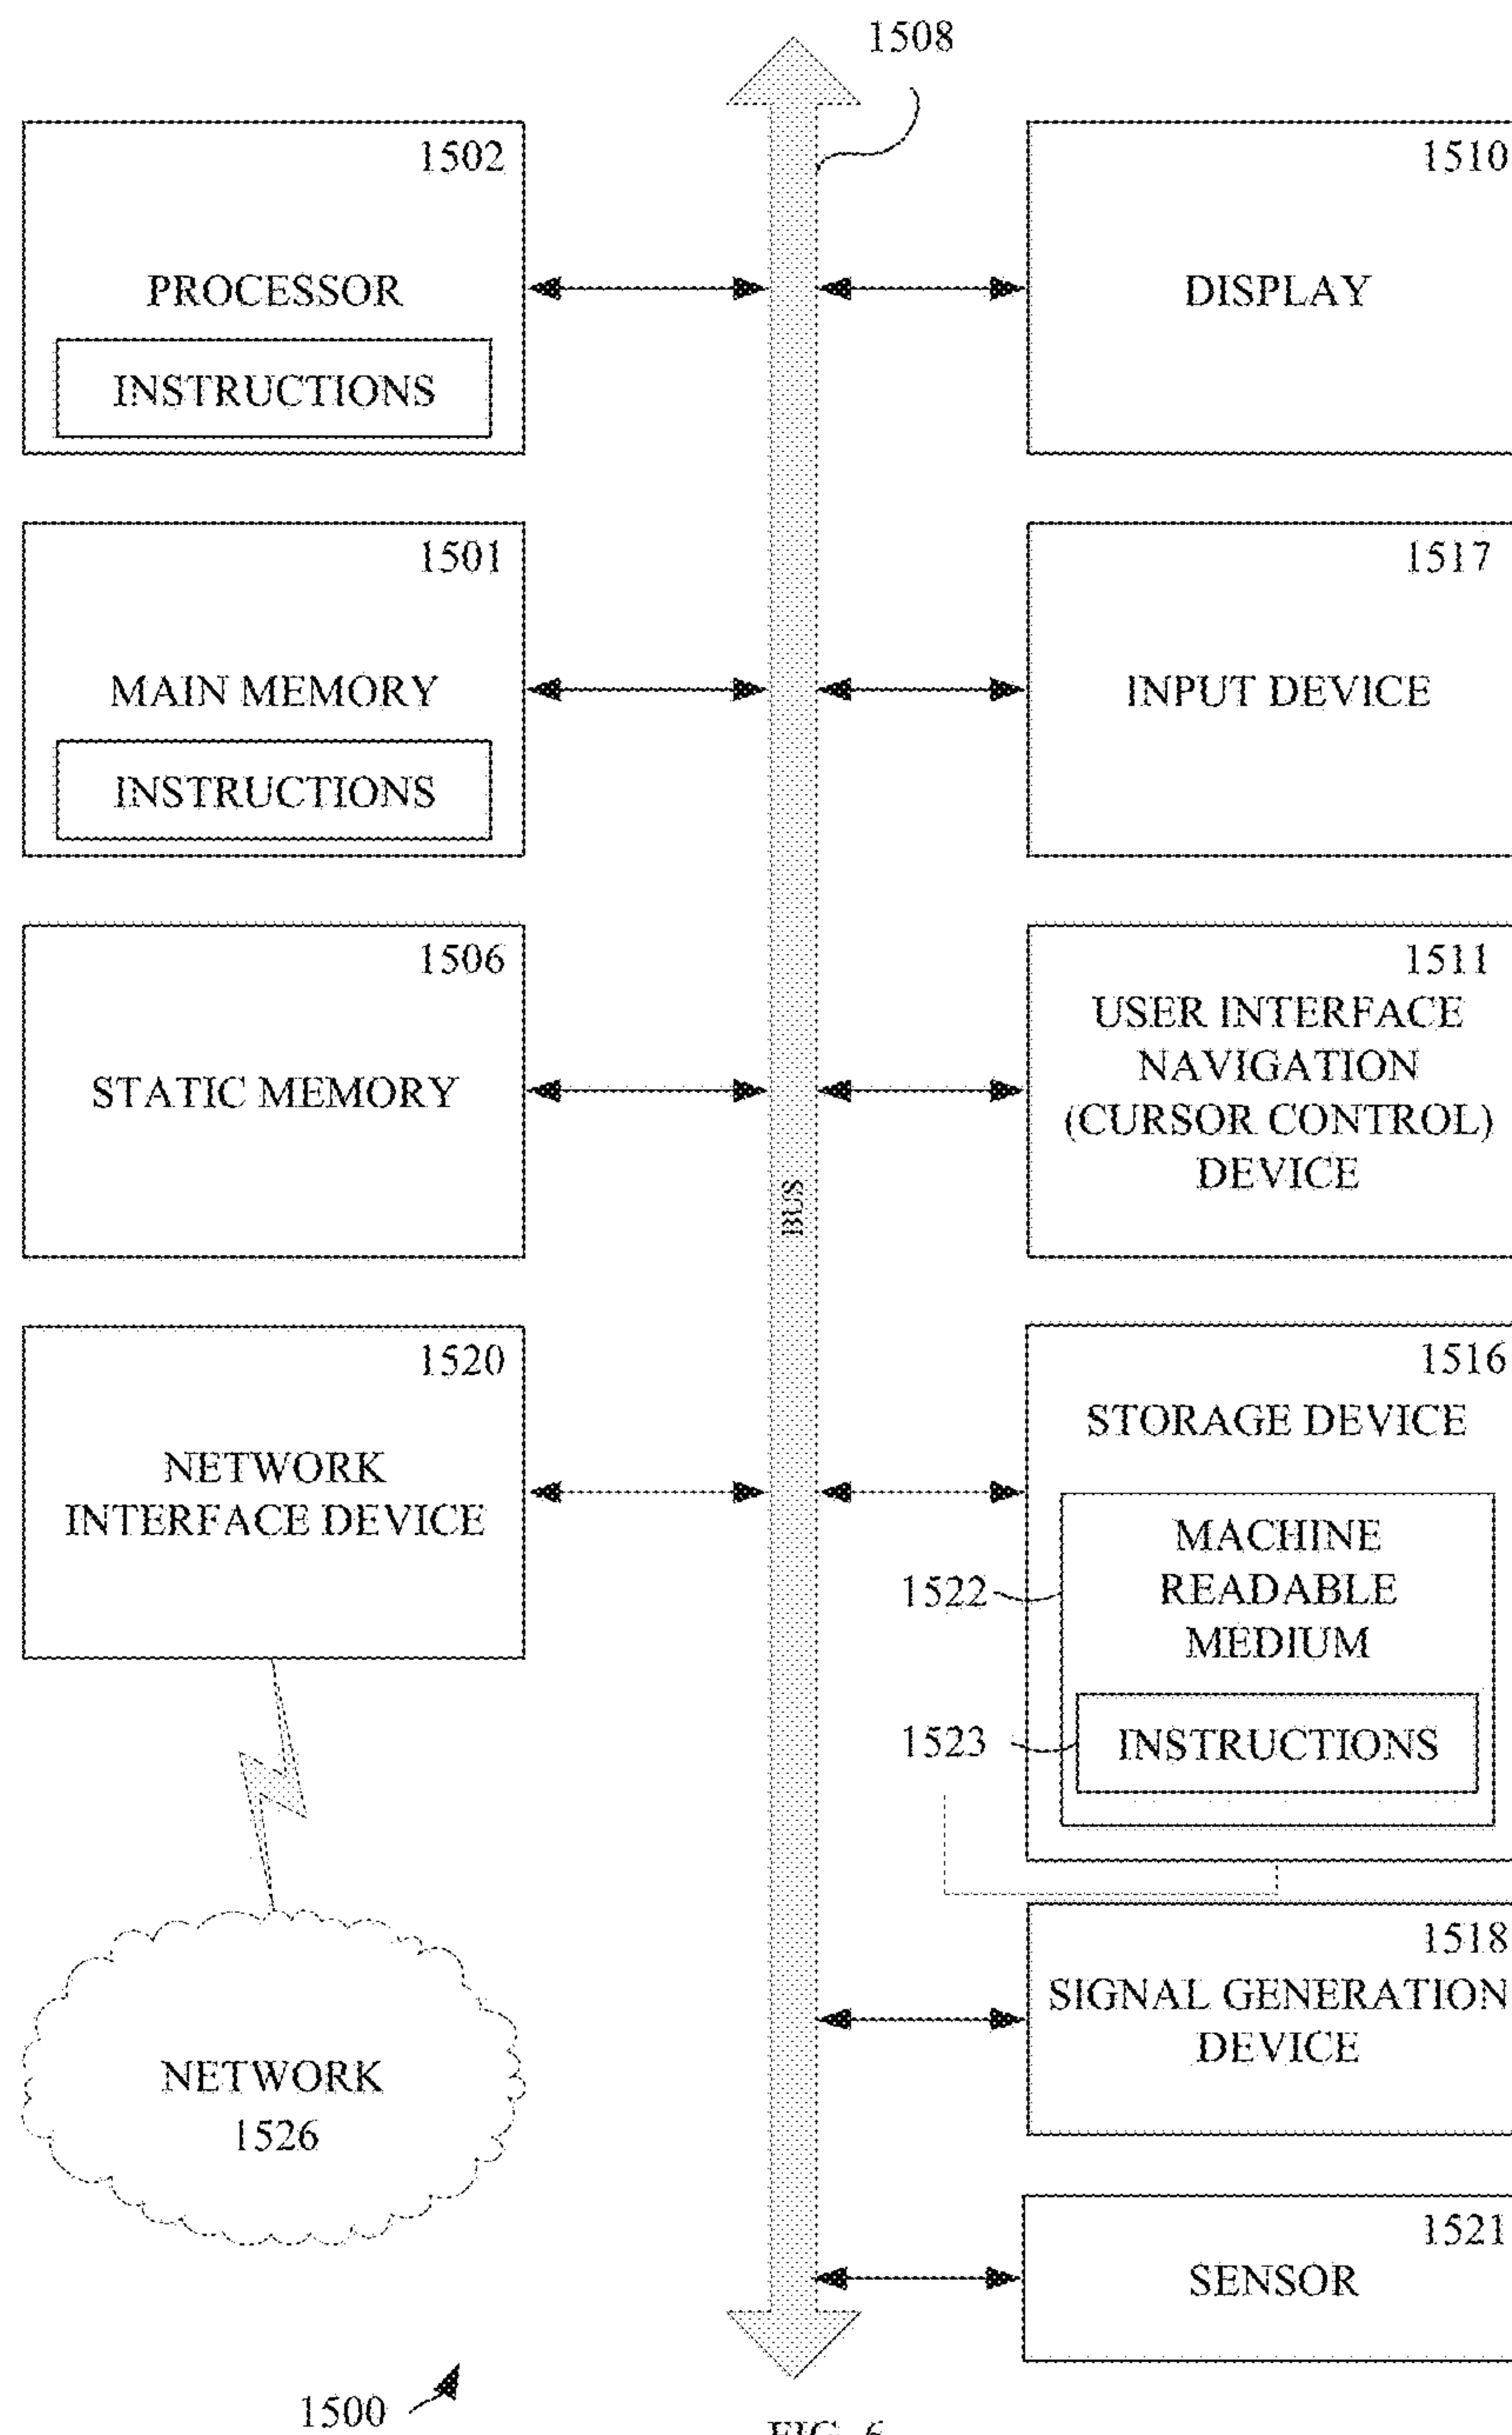 1508
1502
PROCESSOR
INSTRUCTIONS
1510
DISPLAY
1501
MAIN MEMORY
INSTRUCTIONS
1517
INPUT DEVICE
1506
STATIC MEMORY
1511
USER INTERFACE
NAVIGATION
(CURSOR CONTROL)
DEVICE
BUS
1520
NETWORK
INTERFACE DEVICE
1516
STORAGE DEVICE
MACHINE
READABLE
MEDIUM
1522
1523
INSTRUCTIONS
1518
SIGNAL GENERATION
DEVICE
NETWORK
1526
1521
SENSOR
1500
FIG. 6